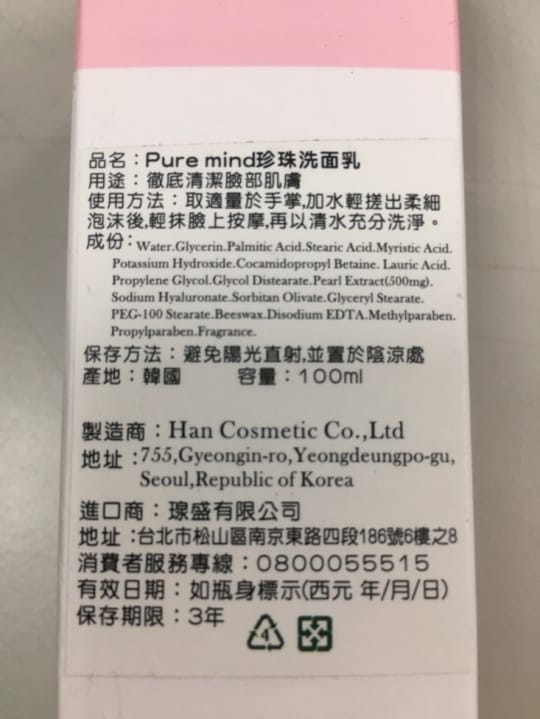 品名：Pure mind珍珠洗面乳
用途：徹底清潔臉部肌膚
使用方法：取適量於手掌,加水輕搓出柔細
泡沫後,輕抹臉上按摩,再以清水充分洗淨。
成份：Water.Glycerin.Palmitic Acid.Stearic Acid.Myristic Acid.
Potassium Hydroxide.Cocamidopropyl Betaine. Lauric Acid.
Propylene Glycol.Glycol Distearate.Pearl Extract(500mg).
Sodium Hyaluronate.Sorbitan Olivate.Glyceryl Stearate.
PEG-100 Stearate.Beeswax.Disodium EDTA.Methylparaben.
Propylparaben.Fragrance.
保存方法：避免陽光直射,並置於陰涼處
產地：韓國 容量：100ml
製造商：Han Cosmetic Co.,Ltd
地址：755,Gyeongin-ro,Yeongdeungpo-gu,
Seoul,Republic of Korea
進口商：瑔盛有限公司
地址:台北市松山區南京東路四段186號6樓之8
消費者服務專線：0800055515
有效日期：如瓶身標示(西元 年/月/日)
保存期限：3年
4